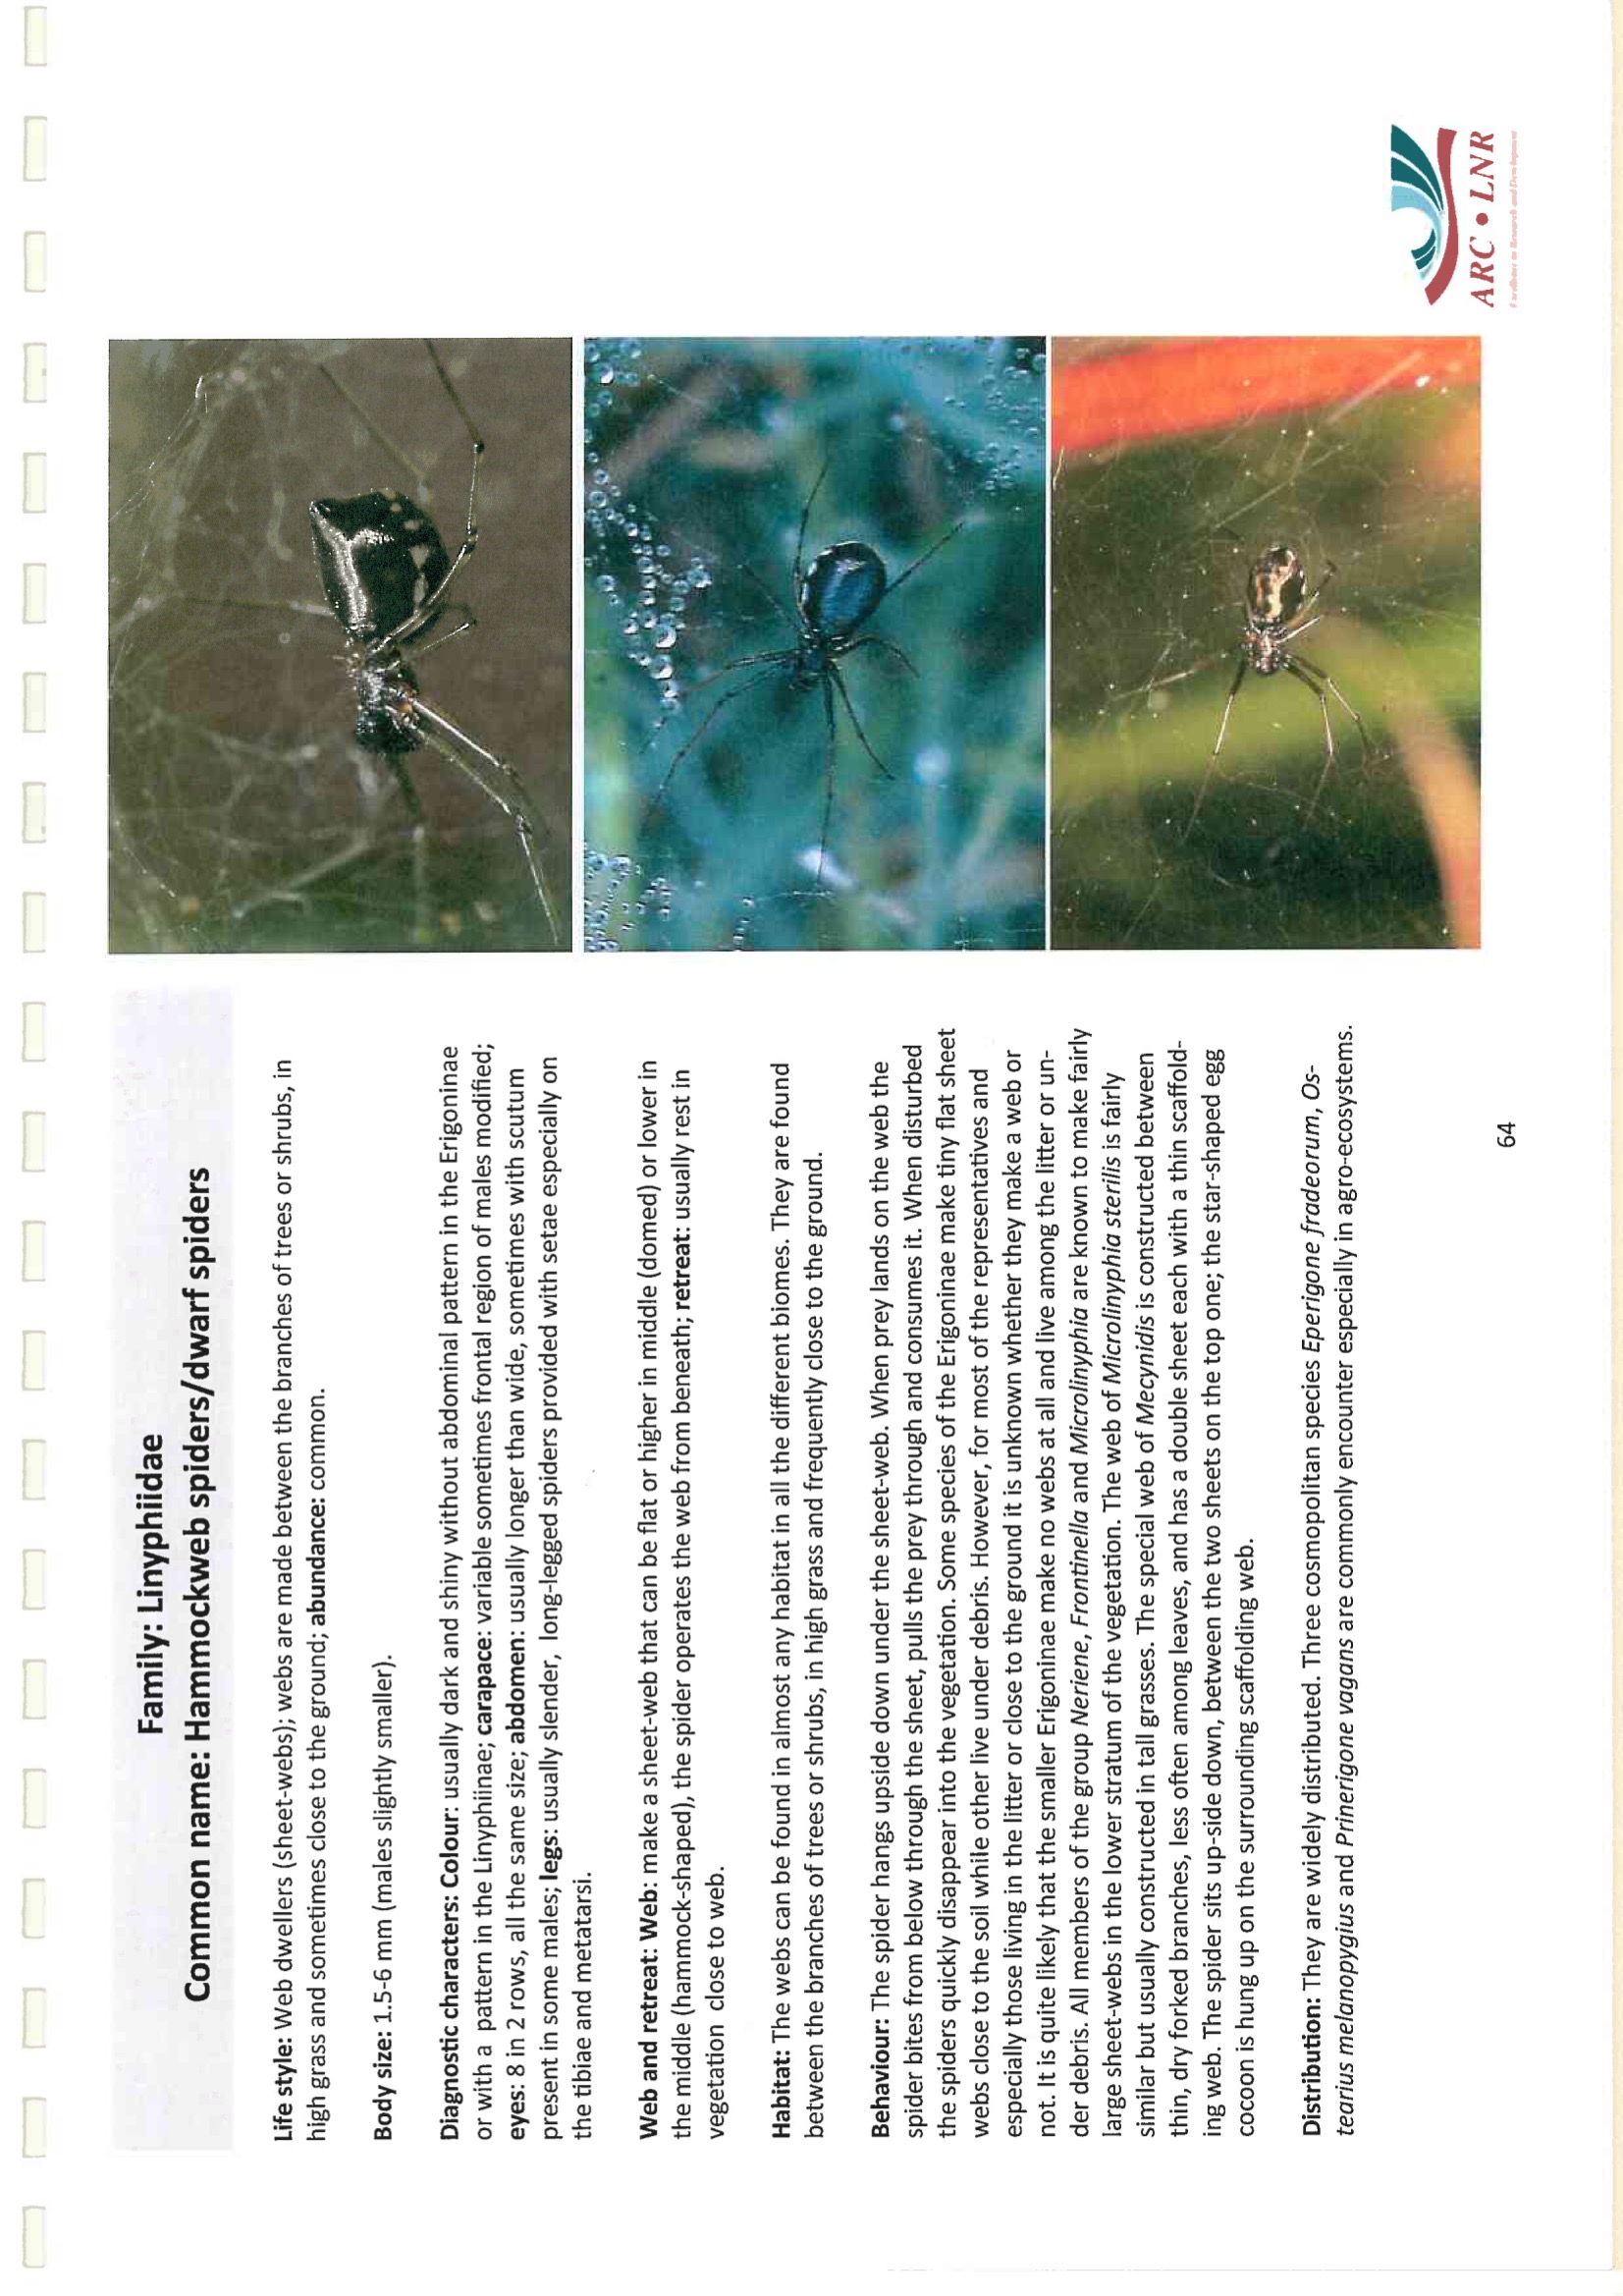 Family: Linyphiidae
Common name: Hammockweb spiders/dwarf spiders
Life style: Web dwellers (sheet-webs); webs are made between the branches of trees or shrubs, in
high grass and sometimes close to the ground; abundance: common.
Body size: 1.5-6 mm (males slightly smaller).
Diagnostic characters: Colour: usually dark and shiny without abdominal pattern in the Erigoninae
or with a pattern in the Linyphiinae; carapace: variable sometimes frontal region of males modified;
eyes: 8 in 2 rows, all the same size; abdomen: usually longer than wide, sometimes with scutum
present in some males; legs: usually slender, long-legged spiders provided with setae especially on
the tibiae and metatarsi.
Web and retreat: Web: make a sheet-web that can be flat or higher in middle (domed) or lower in
the middle (hammock-shaped), the spider operates the web from beneath; retreat: usually rest in
vegetation close to web.
Habitat: The webs can be found in almost any habitat in all the different biomes. They are found
between the branches of trees or shrubs, in high grass and frequently close to the ground.
Behaviour: The spider hangs upside down under the sheet-web. When prey lands on the web the
spider bites from below through the sheet, pulls the prey through and consumes it. When disturbed
the spiders quickly disappear into the vegetation. Some species of the Erigoninae make tiny flat sheet
webs close to the soil while other live under debris. However, for most of the representatives and
especially those living in the litter or close to the ground it is unknown whether they make a web or
not. It is quite likely that the smaller Erigoninae make no webs at all and live among the litter or un-
der debris. All members of the group Neriene, Frontinella and Microlinyphia are known to make fairly
large sheet-webs in the lower stratum of the vegetation. The web of Microlinyphia sterilis is fairly
similar but usually constructed in tall grasses. The special web of Mecynidis is constructed between
thin, dry forked branches, less often among leaves, and has a double sheet each with a thin scaffold-
ing web. The spider sits up-side down, between the two sheets on the top one; the star-shaped egg
cocoon is hung up on the surrounding scaffolding web.
Distribution: They are widely distributed. Three cosmopolitan species Eperigone fradeorum, Os-
tearius melanopygius and Prinerigone vagans are commonly encounter especially in agro-ecosystems.
64
ARC • LNR
Excellence in Research and Development